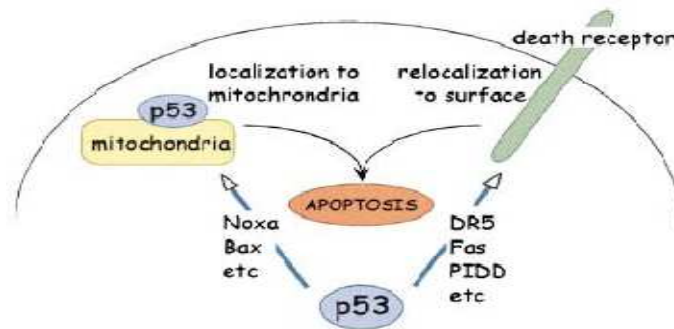 death receptor
localization to
mitochrondria
relocalization
to surface
p53
mitochondria
APOPTOSIS
Noxa
Bax
etc
DR5
Fas
PIDD
etc
p53